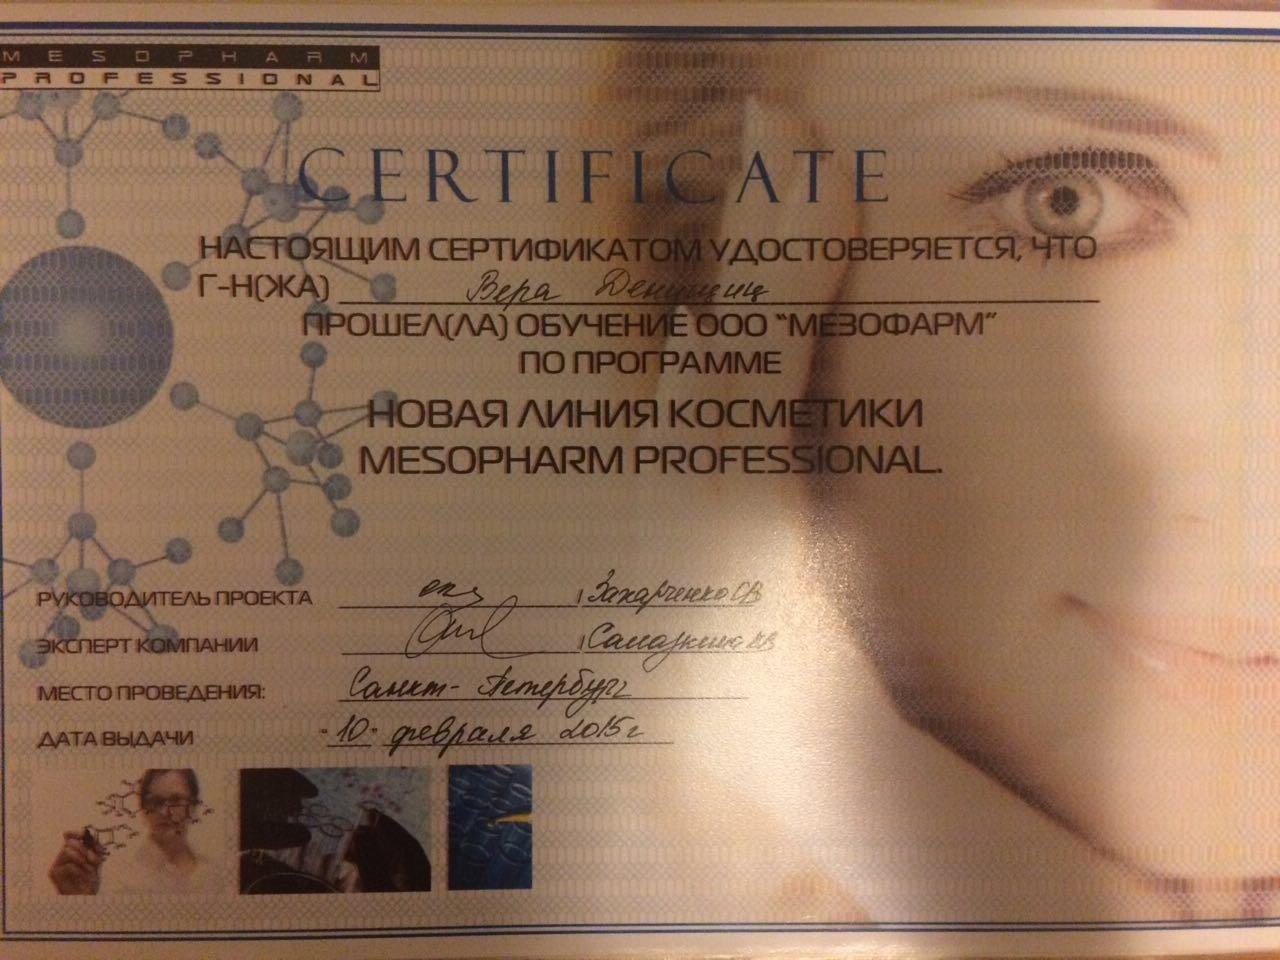 MESOPHARM
PROFESSIONAL
CERTIFICATE
НАСТОЯЩИМ СЕРТИФИКАТОМ УДОСТОВЕРЯЕТСЯ, ЧТО
Г-Н(ЖА) Вера
ПРОШЕЛ(ЛА) ОБУЧЕНИЕ ООО "МЕЗОФАРМ"
ПО ПРОГРАММЕ
НОВАЯ ЛИНИЯ КОСМЕТИКИ
MESOPHARM PROFESSIONAL.
РУКОВОДИТЕЛЬ ПРОЕКТА Захарченко
ЭКСПЕРТ КОМПАНИИ
МЕСТО ПРОВЕДЕНИЯ: Санкт-Петербург
ДАТА ВЫДАЧИ "10" февраля 2015г